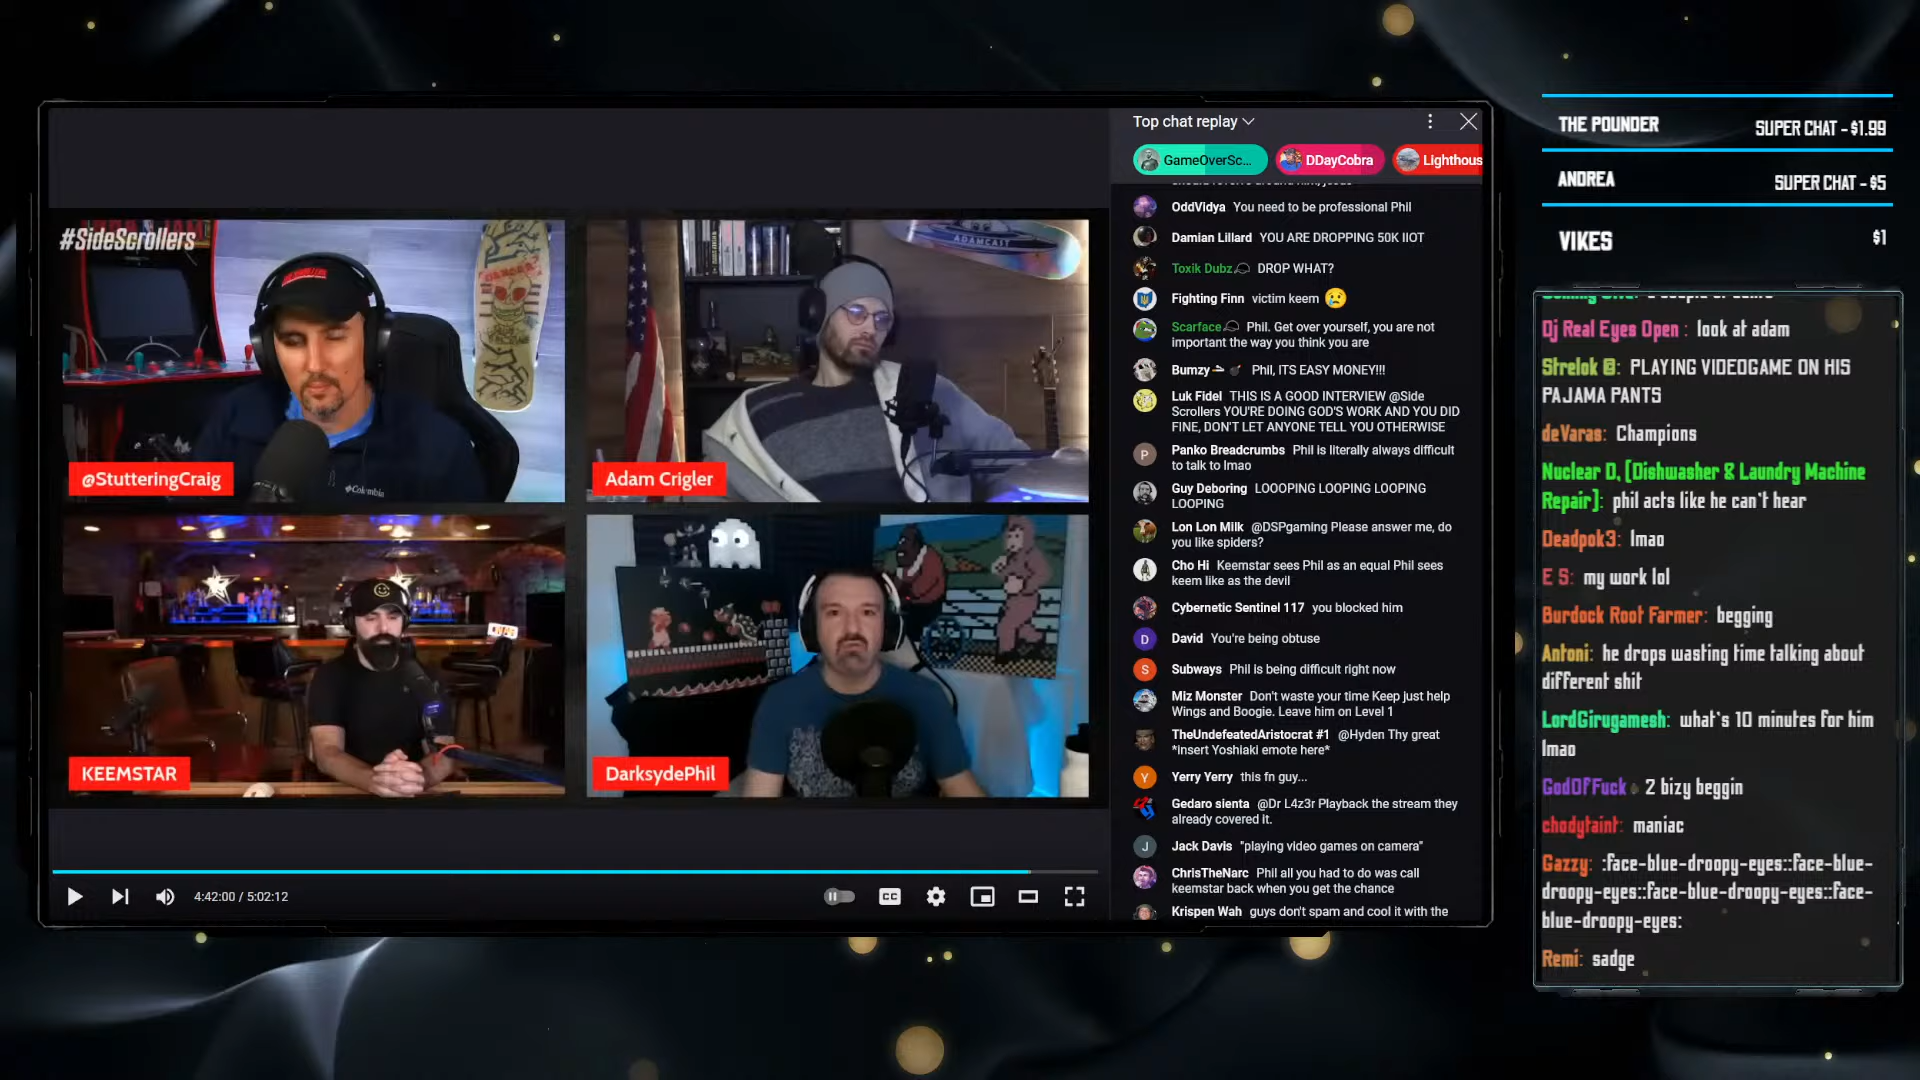 #SideScrollers
@StutteringCraig
ADAMCAST
Adam Crigler
KEEMSTAR
DarksydePhil
4:42:00 / 5:02:12
CC
Top chat replay
GameOverSc...
DDayCobra
Lighthous
OddVidya You need to be professional Phil
Damian Lillard YOU ARE DROPPING 50K IIOT
Toxik Dubz DROP WHAT?
Fighting Finn victim keem 😢
Scarface Phil. Get over yourself, you are not
important the way you think you are
Bumzy Phil, ITS EASY MONEY!!!
Luk Fidel THIS IS A GOOD INTERVIEW @Side
Scrollers YOU'RE DOING GOD'S WORK AND YOU DID
FINE, DON'T LET ANYONE TELL YOU OTHERWISE
P
Panko Breadcrumbs Phil is literally always difficult
to talk to lmao
Guy Deboring LOOOPING LOOPING LOOPING
LOOPING
Lon Lon Milk @DSPgaming Please answer me, do
you like spiders?
Cho Hi Keemstar sees Phil as an equal Phil sees
keem like as the devil
Cybernetic Sentinel 117 you blocked him
D David You're being obtuse
S Subways Phil is being difficult right now
Miz Monster Don't waste your time Keep just help
Wings and Boogie. Leave him on Level 1
TheUndefeatedAristocrat #1 @Hyden Thy great
*insert Yoshiaki emote here*
Y Yerry Yerry this fn guy...
Gedaro sienta @Dr L4z3r Playback the stream they
already covered it.
J Jack Davis "playing video games on camera"
ChrisTheNarc Phil all you had to do was call
keemstar back when you get the chance
Krispen Wah guys don't spam and cool it with the
THE POUNDER SUPER CHAT - $1.99
ANDREA SUPER CHAT - $5
VIKES $1
Dj Real Eyes Open : look at adam
Strelok @: PLAYING VIDEOGAME ON HIS
PAJAMA PANTS
deVaras: Champions
Nuclear D, [Dishwasher & Laundry Machine
Repair]: phil acts like he can't hear
Deadpok3: lmao
E S: my work lol
Burdock Root Farmer: begging
Antoni: he drops wasting time talking about
different shit
LordGirugamesh: what's 10 minutes for him
lmao
GodOfFuck 2 bizy beggin
chodytaint: maniac
Gazzy: :face-blue-droopy-eyes::face-blue-
droopy-eyes::face-blue-droopy-eyes::face-
blue-droopy-eyes:
Remi: sadge